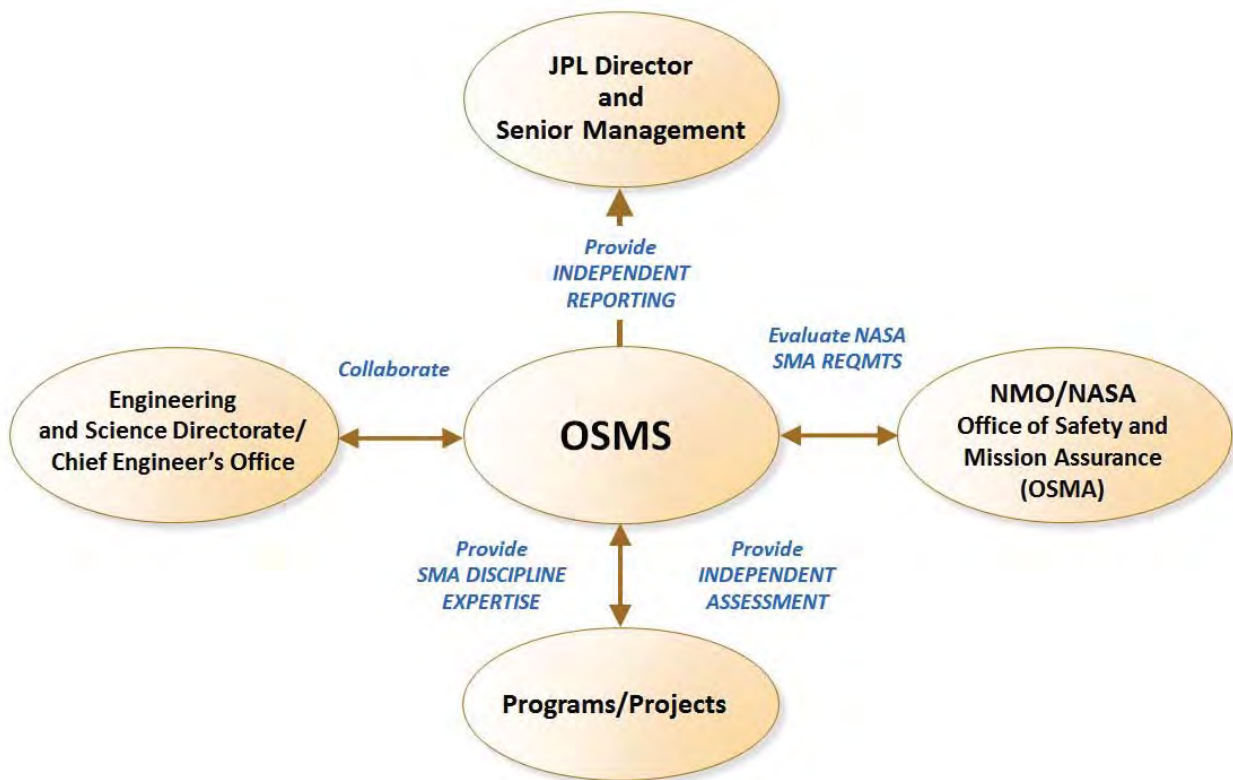 JPL Director
and
Senior Management
Provide
INDEPENDENT
REPORTING
Evaluate NASA
SMA REQMTS
Collaborate
Engineering
and Science Directorate/
Chief Engineer's Office
OSMS
NMO/NASA
Office of Safety and
Mission Assurance
(OSMA)
Provide
SMA DISCIPLINE
EXPERTISE
Provide
INDEPENDENT
ASSESSMENT
Programs/Projects